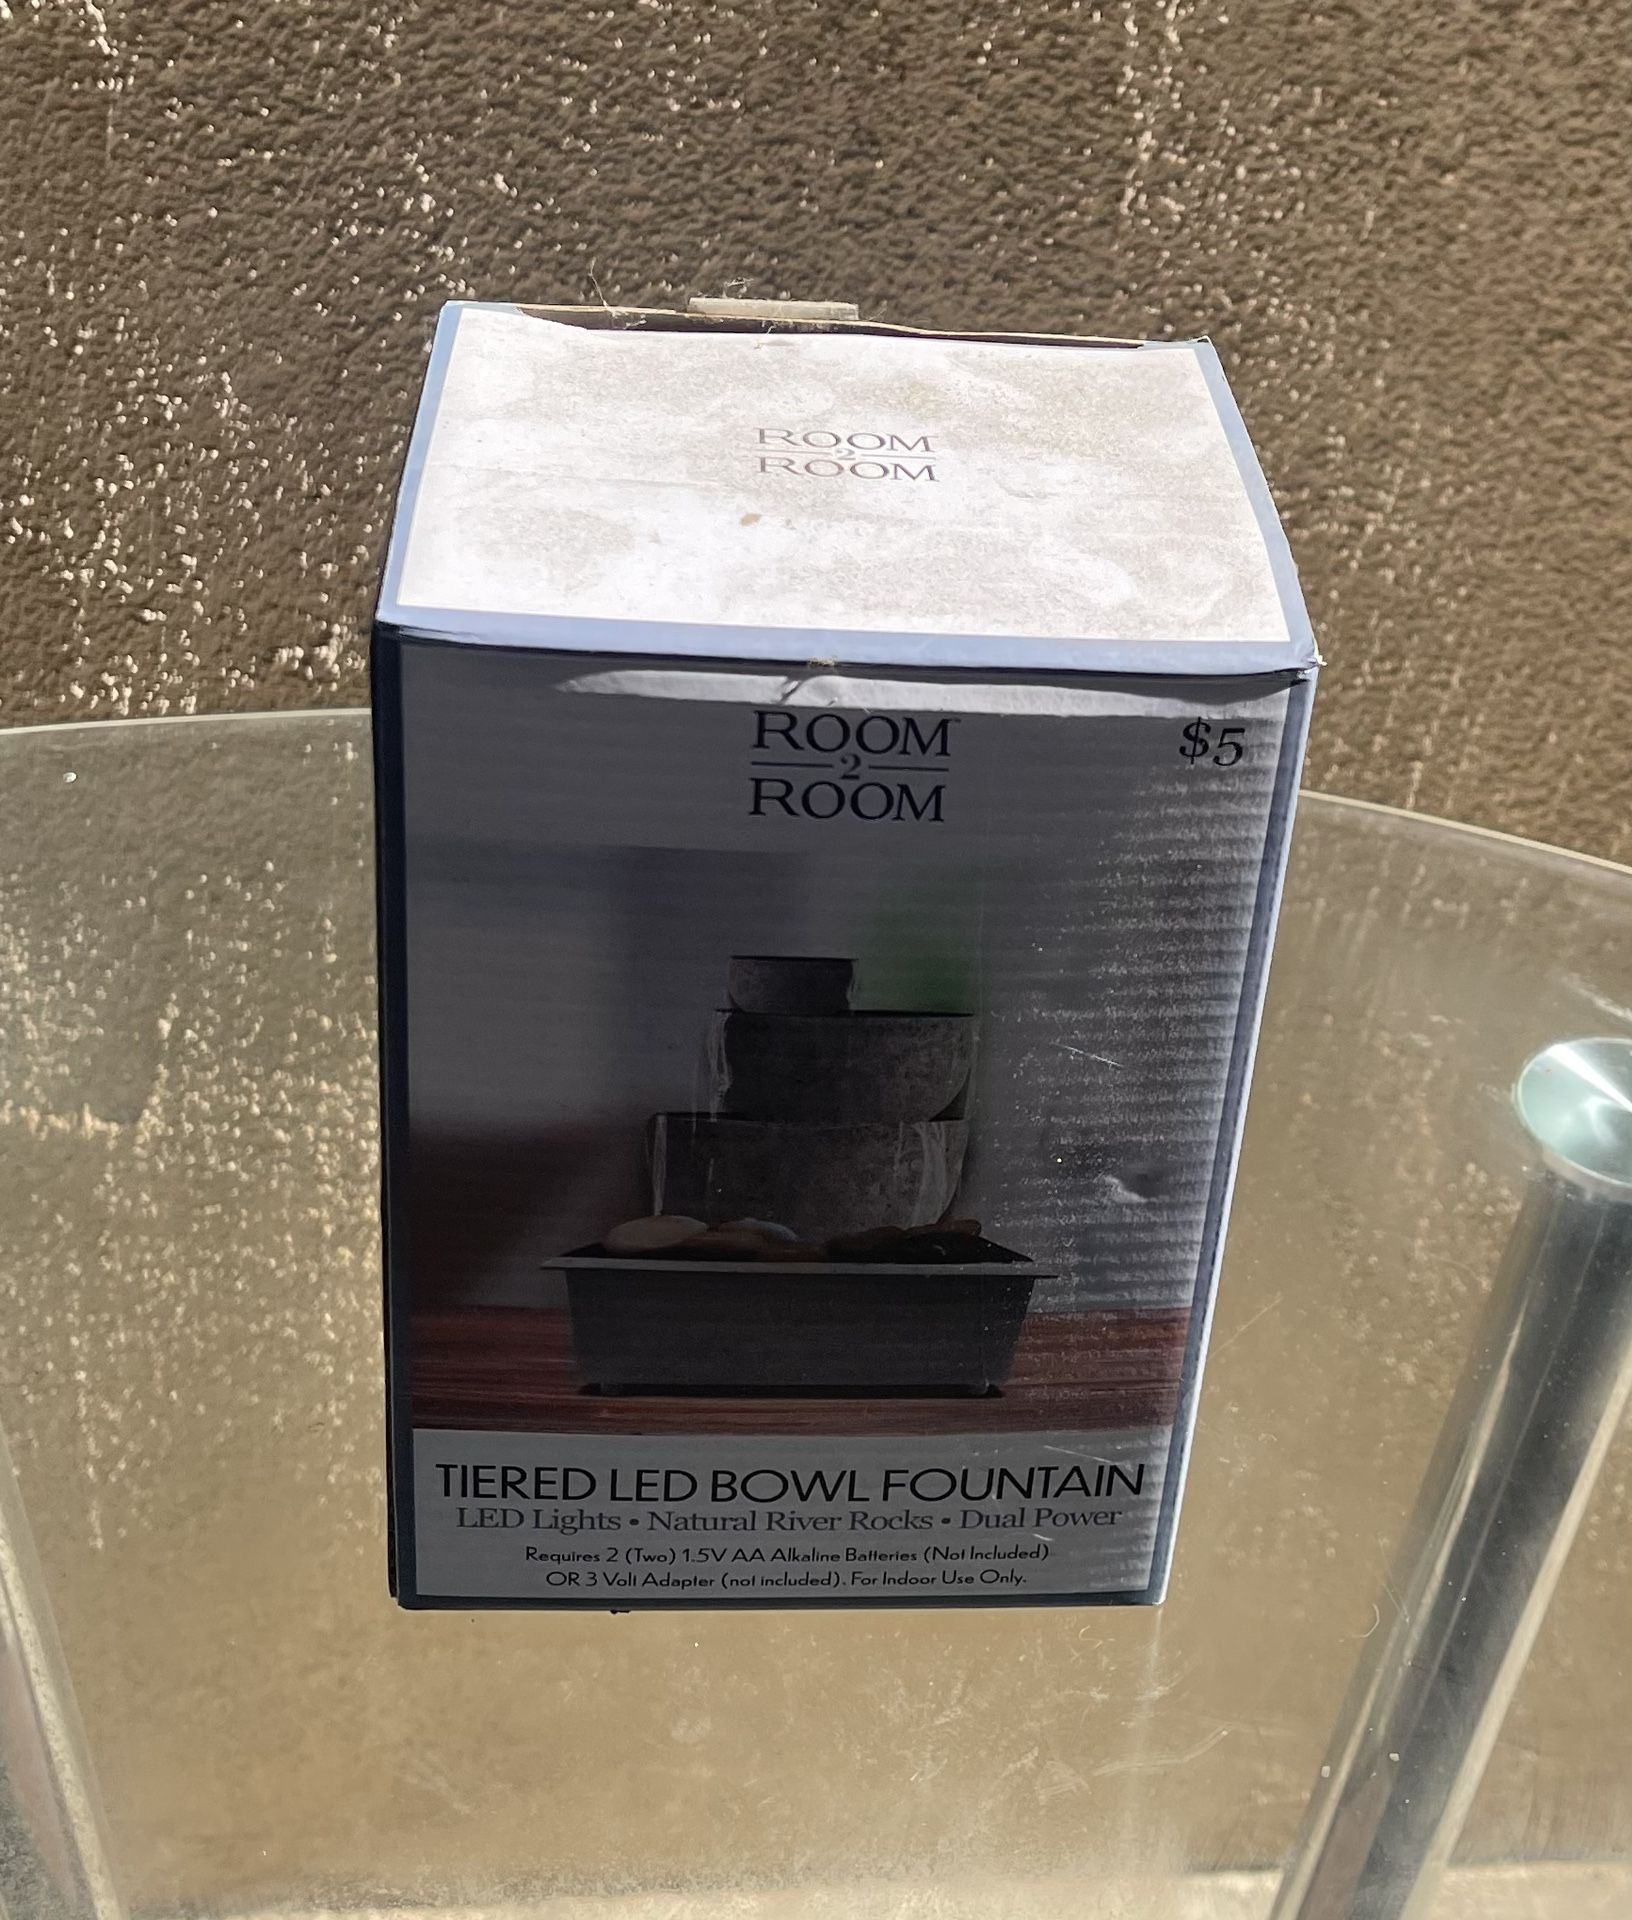 ROOM
2
ROOM
ROOM™
2
ROOM
$5
TIERED LED BOWL FOUNTAIN
LED Lights • Natural River Rocks • Dual Power
Requires 2 (Two) 1.5V AA Alkaline Batteries (Not Included)
OR 3 Volt Adapter (not included). For Indoor Use Only.